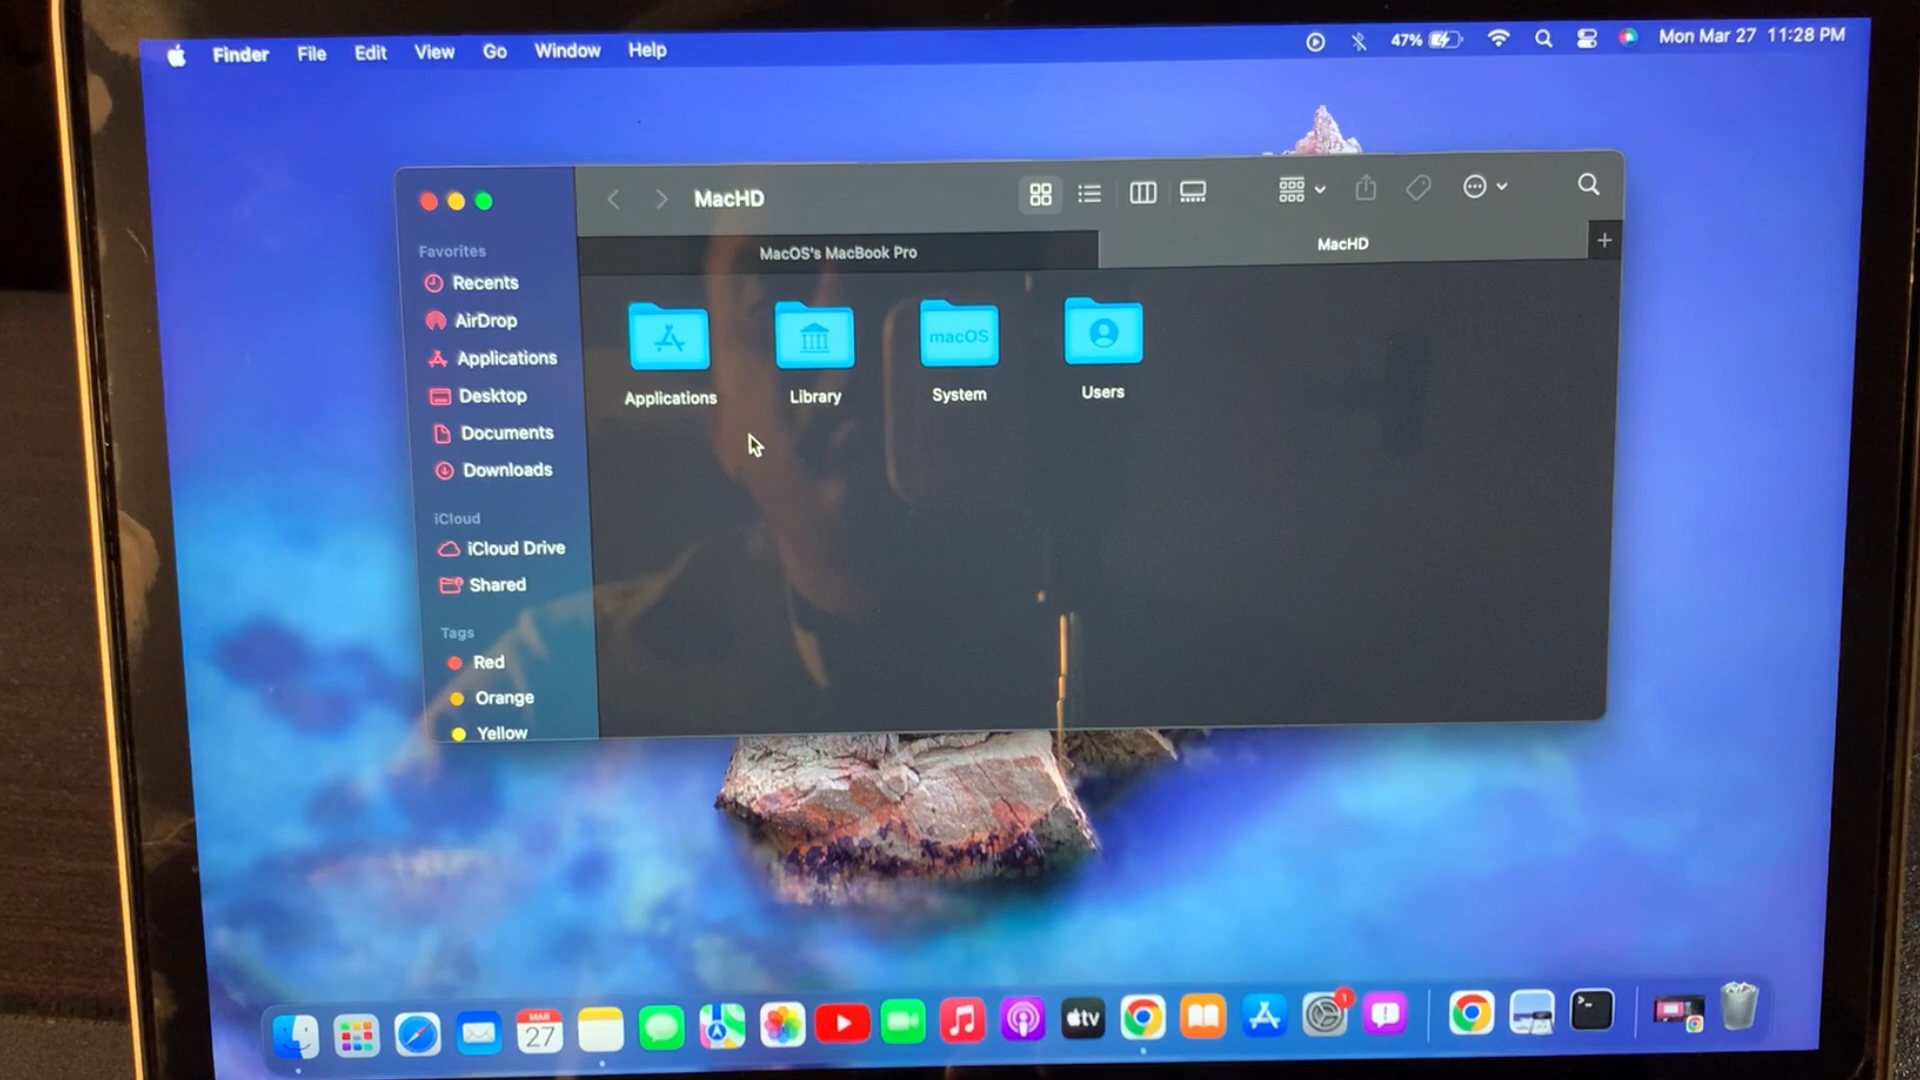 Finder File Edit View Go Window Help 47% Mon Mar 27 11:28 PM
MacHD
MacOS's MacBook Pro MacHD
Favorites
Recents
AirDrop
Applications
Desktop
Documents
Downloads
iCloud
iCloud Drive
Shared
Tags
Red
Orange
Yellow
macOS
Applications Library System Users
MAR
27
tv
1